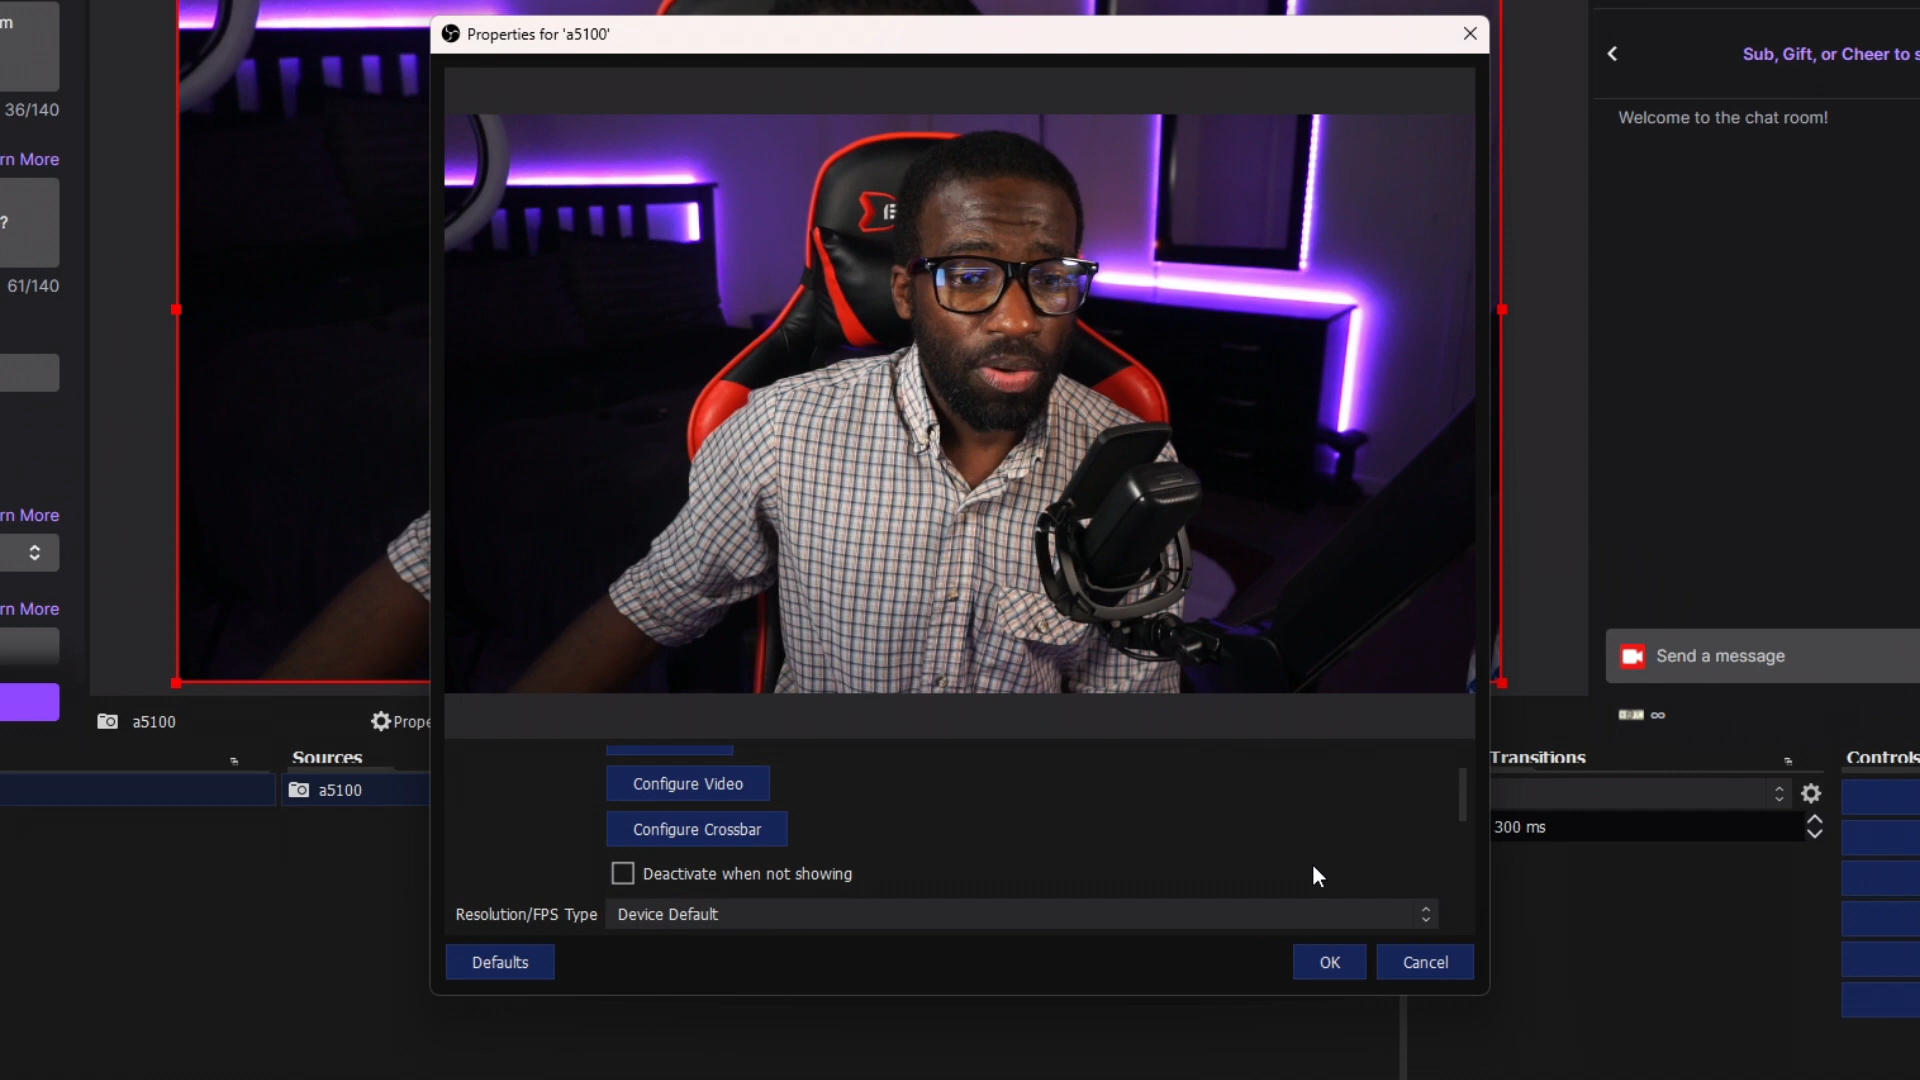 m
36/140
rn More
?
61/140
rn More
rn More
Properties for 'a5100'
Sub, Gift, or Cheer to s
Welcome to the chat room!
Send a message
∞
a5100
Prope
Sources
a5100
Configure Video
Configure Crossbar
Deactivate when not showing
Resolution/FPS Type
Device Default
Defaults
OK
Cancel
Transitions
300 ms
Controls